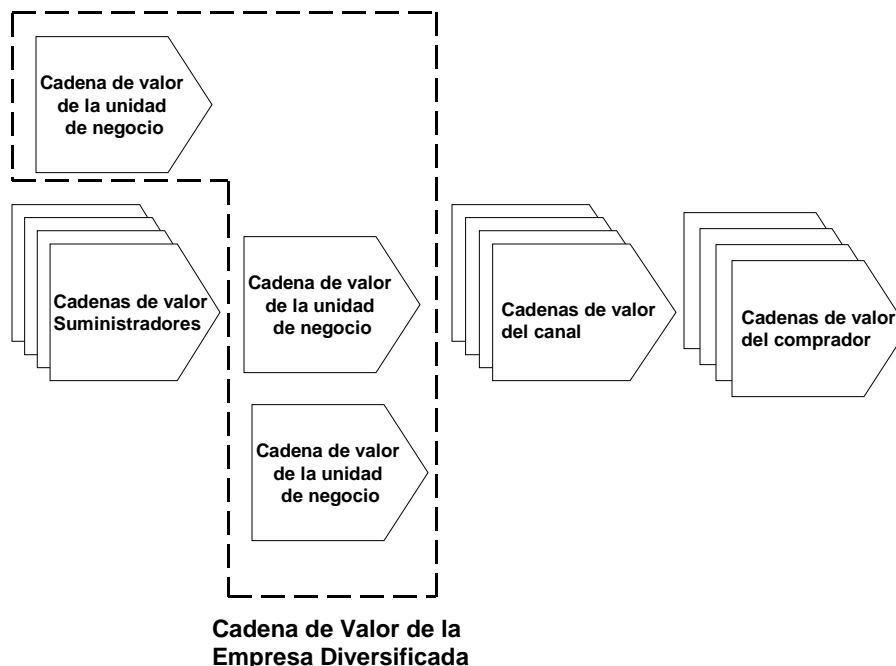 Cadena de valor
de la unidad
de negocio
Cadenas de valor
Suministradores
Cadena de valor
de la unidad
de negocio
Cadenas de valor
del canal
Cadenas de valor
del comprador
Cadena de valor
de la unidad
de negocio
Cadena de Valor de la
Empresa Diversificada